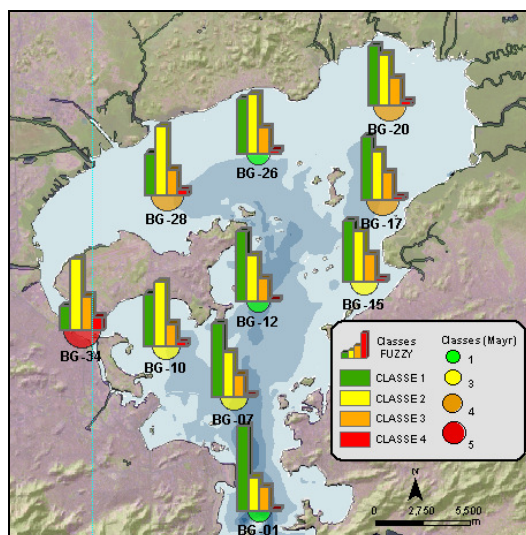 BG-20
BG-26
BG-28
BG-17
BG-15
BG-12
BG-34
BG-10
BG-07
BG-01
Classes FUZZY
Classes (Mayr)
CLASSE 1
CLASSE 2
CLASSE 3
CLASSE 4
1
3
4
5
N
0 2,750 5,500
m